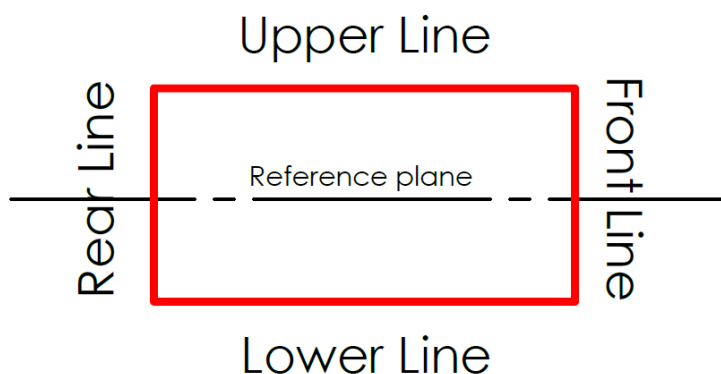 Upper Line
Rear Line
Reference plane
Front Line
Lower Line